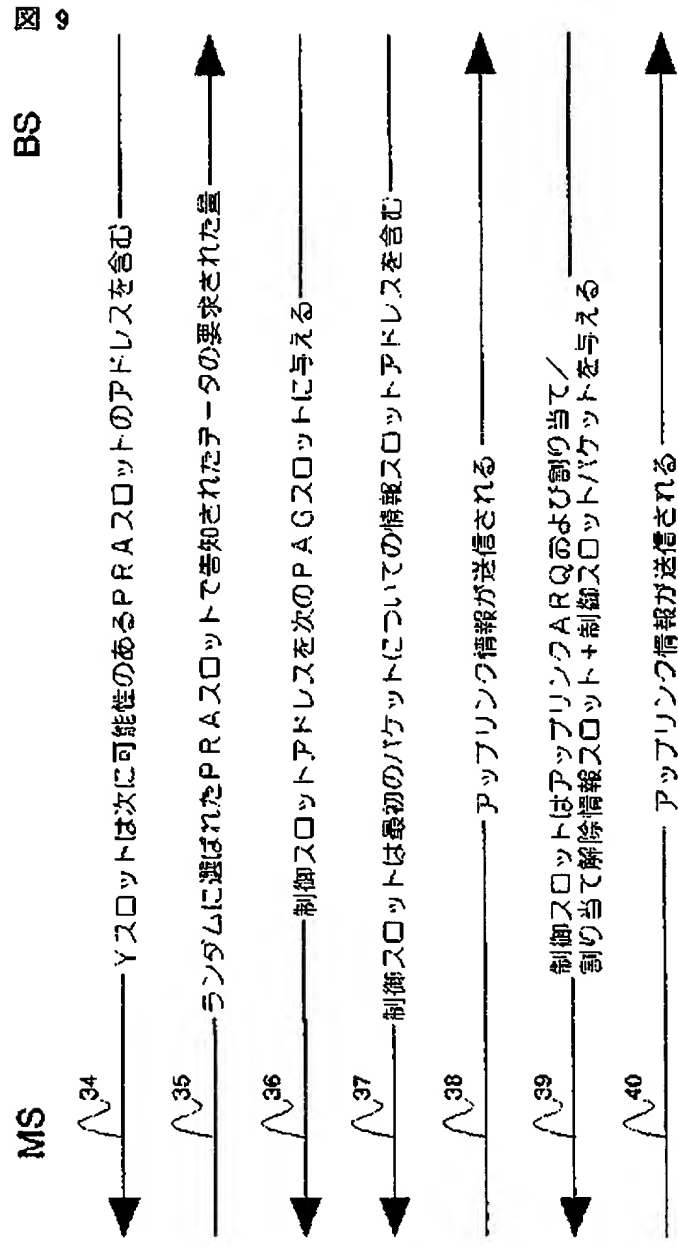 図 9
MS
BS
34
Yスロットは次に可能性のあるPRAスロットのアドレスを含む
35
ランダムに選ばれたPRAスロットで告知されたデータの要求された量
36
制御スロットアドレスを次のPAGスロットに与える
37
制御スロットは最初のパケットについての情報スロットアドレスを含む
38
アップリンク情報が送信される
39
制御スロットはアップリンクARQおよび割り当て/
割り当て解除情報スロット+制御スロットパケットを与える
40
アップリンク情報が送信される